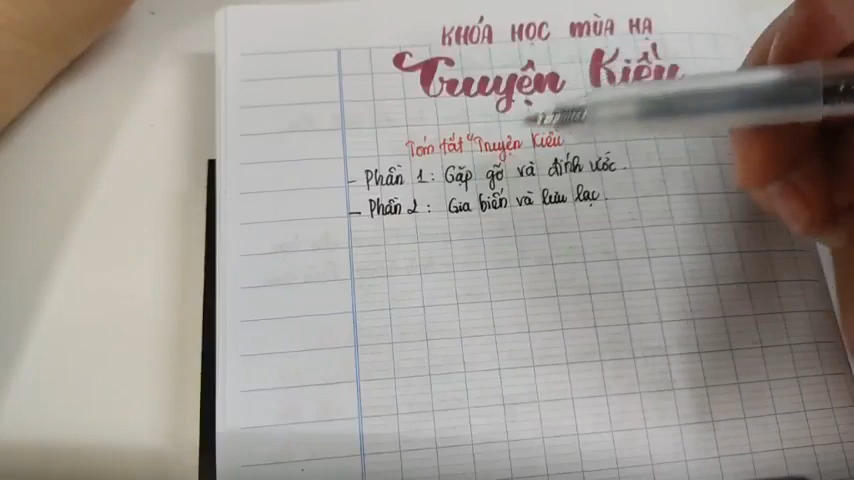 KHÓA HỌC MÙA HẠ
Truyện Kiều
Tóm tắt "Truyện Kiều
- Phần 1: Gặp gỡ và đính ước.
- Phần 2: Gia biến và lưu lạc.